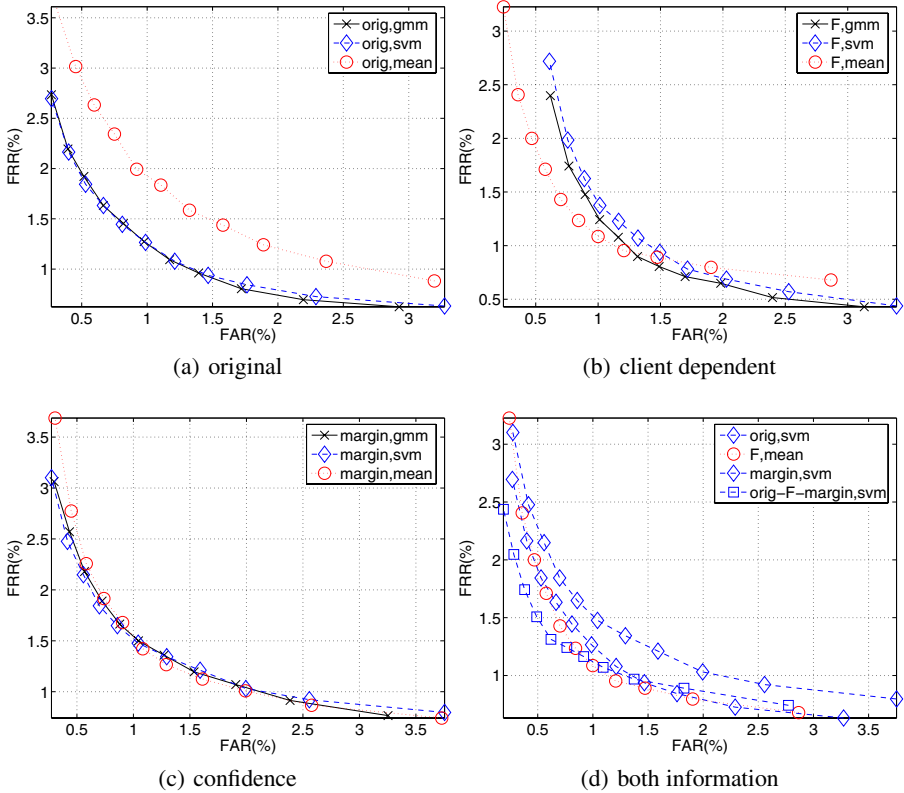 3.5
3
2.5
2
1.5
1
FRR(%)
0.5 1 1.5 2 2.5 3
FAR(%)
orig,gmm
orig,svm
orig,mean
(a) original
3
2.5
2
1.5
1
0.5
FRR(%)
0.5 1 1.5 2 2.5 3
FAR(%)
F,gmm
F,svm
F,mean
(b) client dependent
3.5
3
2.5
2
1.5
1
FRR(%)
0.5 1 1.5 2 2.5 3 3.5
FAR(%)
margin,gmm
margin,svm
margin,mean
(c) confidence
3
2.5
2
1.5
1
FRR(%)
0.5 1 1.5 2 2.5 3 3.5
FAR(%)
orig,svm
F,mean
margin,svm
orig-F-margin,svm
(d) both information